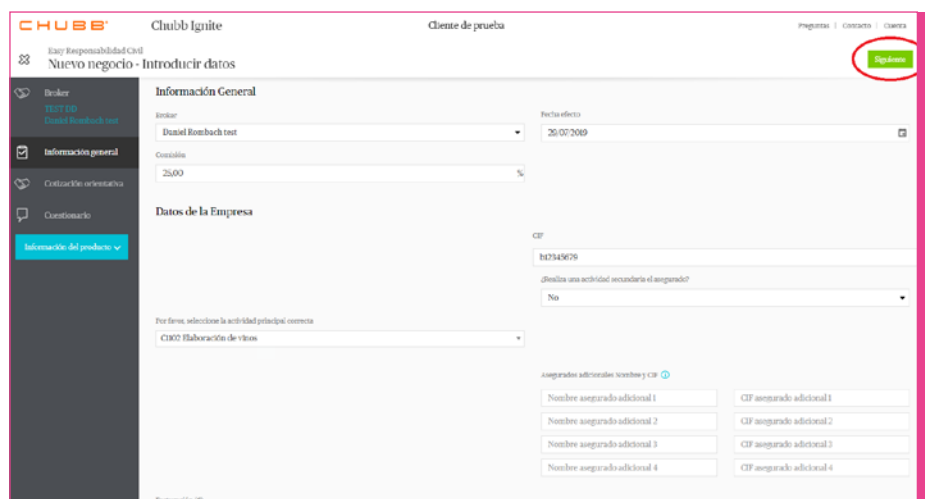 CHUBB
Chubb Ignite
Cliente de prueba
Preguntas | Contacto | Cuenta
Easy Responsabilidad Civil
Nuevo negocio - Introducir datos
Siguiente
Broker
TEST DD
Daniel Rombach test
Información general
Cotización orientativa
Cuestionario
Información del producto
Información General
Broker
Fecha efecto
Daniel Rombach test
29/07/2019
Comisión
25,00 %
Datos de la Empresa
CIF
b12345679
¿Realiza una actividad secundaria el asegurado?
No
Por favor, seleccione la actividad principal correcta
C1102 Elaboración de vinos
Asegurados adicionales Nombre y CIF
Nombre asegurado adicional 1 CIF asegurado adicional 1
Nombre asegurado adicional 2 CIF asegurado adicional 2
Nombre asegurado adicional 3 CIF asegurado adicional 3
Nombre asegurado adicional 4 CIF asegurado adicional 4